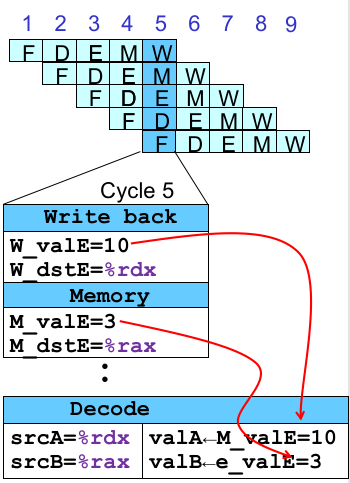 1 2 3 4 5 6 7 8 9
F D E M W
F D E M W
F D E M W
F D E M W
F D E M W
Cycle 5
Write back
W_valE=10
W_dstE=%rdx
Memory
M_valE=3
M_dstE=%rax
Decode
srcA=%rdx valA←M_valE=10
srcB=%rax valB←e_valE=3